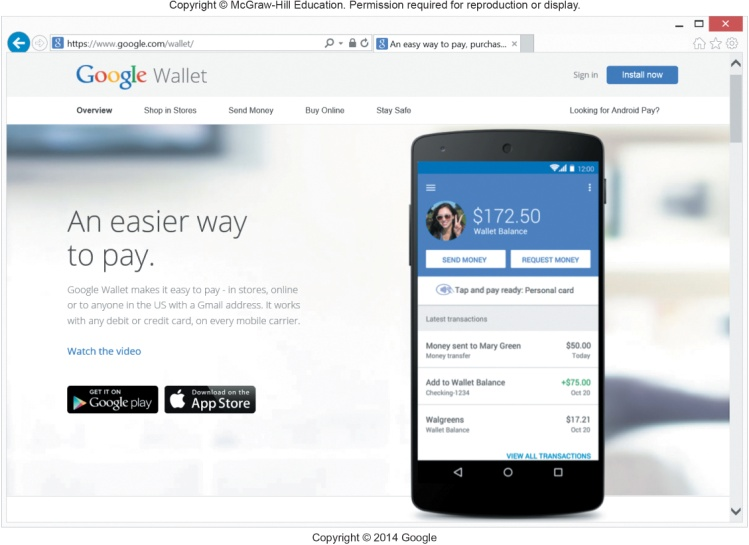 Copyright © McGraw-Hill Education. Permission required for reproduction or display.
https://www.google.com/wallet/
An easy way to pay, purchas...
Google Wallet
Sign in
Install now
Overview Shop in Stores Send Money Buy Online Stay Safe Looking for Android Pay?
12:00
$172.50
Wallet Balance
SEND MONEY REQUEST MONEY
Tap and pay ready: Personal card
Latest transactions
Money sent to Mary Green $50.00
Money transfer Today
Add to Wallet Balance +$75.00
Checking-1234 Oct 20
Walgreens $17.21
Wallet Balance Oct 20
VIEW ALL TRANSACTIONS
An easier way
to pay.
Google Wallet makes it easy to pay - in stores, online
or to anyone in the US with a Gmail address. It works
with any debit or credit card, on every mobile carrier.
Watch the video
GET IT ON
Google play
Download on the
App Store
Copyright © 2014 Google